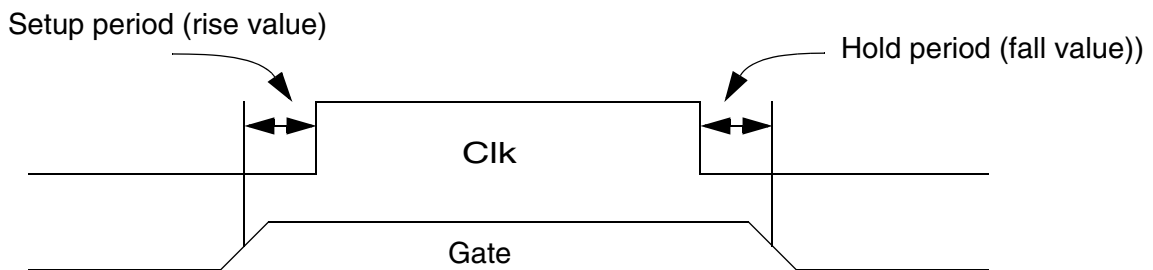 Setup period (rise value)
Hold period (fall value))
Clk
Gate